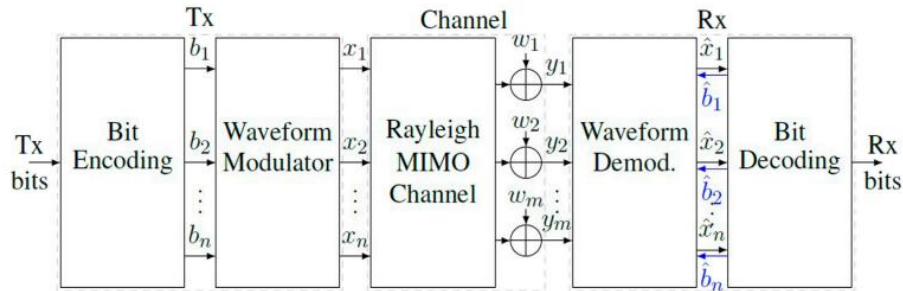 Tx
Channel
Rx
Tx
bits
Bit
Encoding
b₁
b₂
⋮
bₙ
Waveform
Modulator
x₁
x₂
⋮
xₙ
Rayleigh
MIMO
Channel
w₁
w₂
wₘ
y₁
y₂
⋮
yₘ
Waveform
Demod.
x̂₁
b̂₁
x̂₂
b̂₂
⋮
x̂ₙ
b̂ₙ
Bit
Decoding
Rx
bits